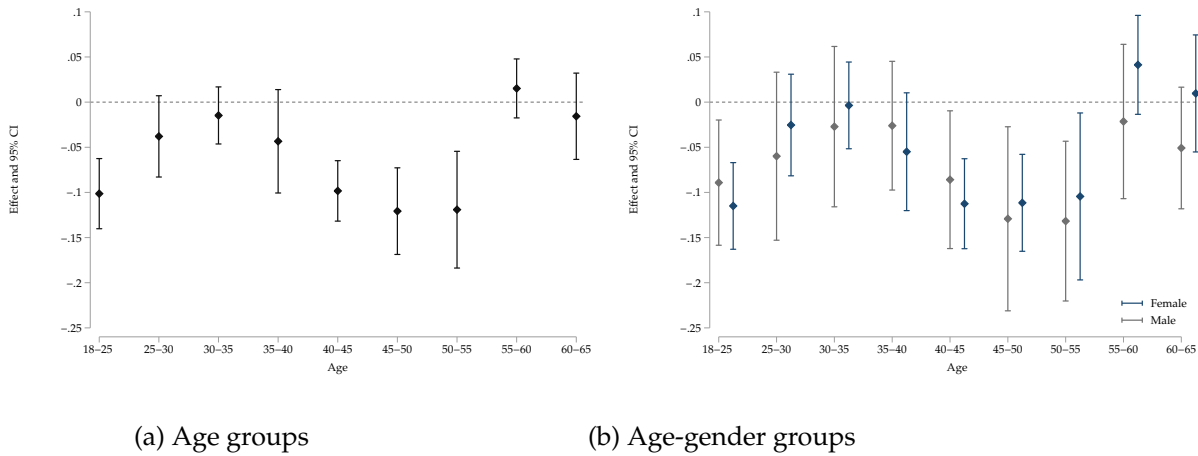 .1
.05
0
−.05
−.1
−.15
−.2
−.25
Effect and 95% CI
18−25 25−30 30−35 35−40 40−45 45−50 50−55 55−60 60−65
Age
(a) Age groups
.1
.05
0
−.05
−.1
−.15
−.2
−.25
Effect and 95% CI
Female
Male
18−25 25−30 30−35 35−40 40−45 45−50 50−55 55−60 60−65
Age
(b) Age-gender groups